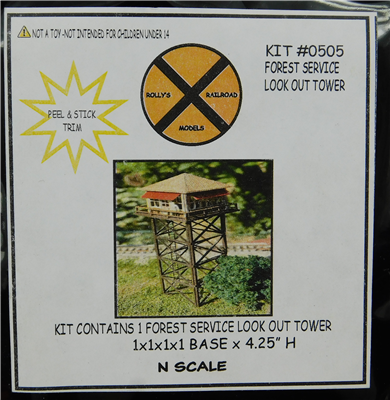 NOT A TOY -NOT INTENDED FOR CHILDREN UNDER 14
KIT #0505
FOREST SERVICE
LOOK OUT TOWER
PEEL & STICK
TRIM
ROLLY'S RAILROAD
MODELS
KIT CONTAINS 1 FOREST SERVICE LOOK OUT TOWER
1x1x1x1 BASE x 4.25" H
N SCALE